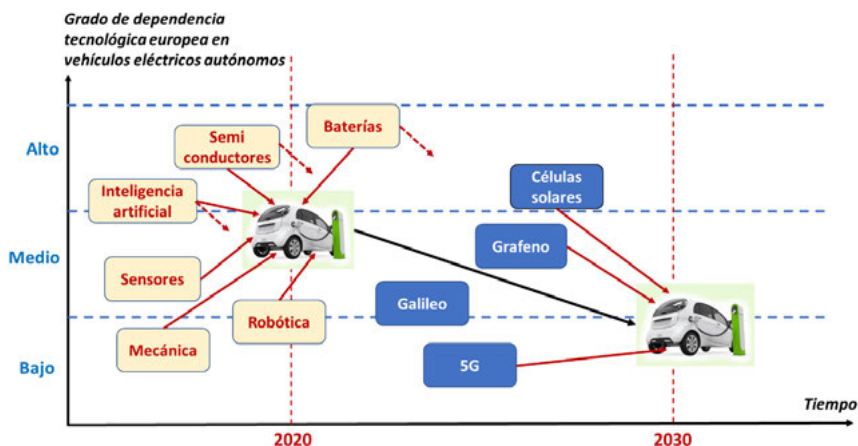 Grado de dependencia
tecnológica europea en
vehículos eléctricos autónomos
Alto
Medio
Bajo
Semi
conductores
Baterías
Inteligencia
artificial
Sensores
Mecánica
Robótica
Células
solares
Grafeno
Galileo
5G
Tiempo
2020
2030